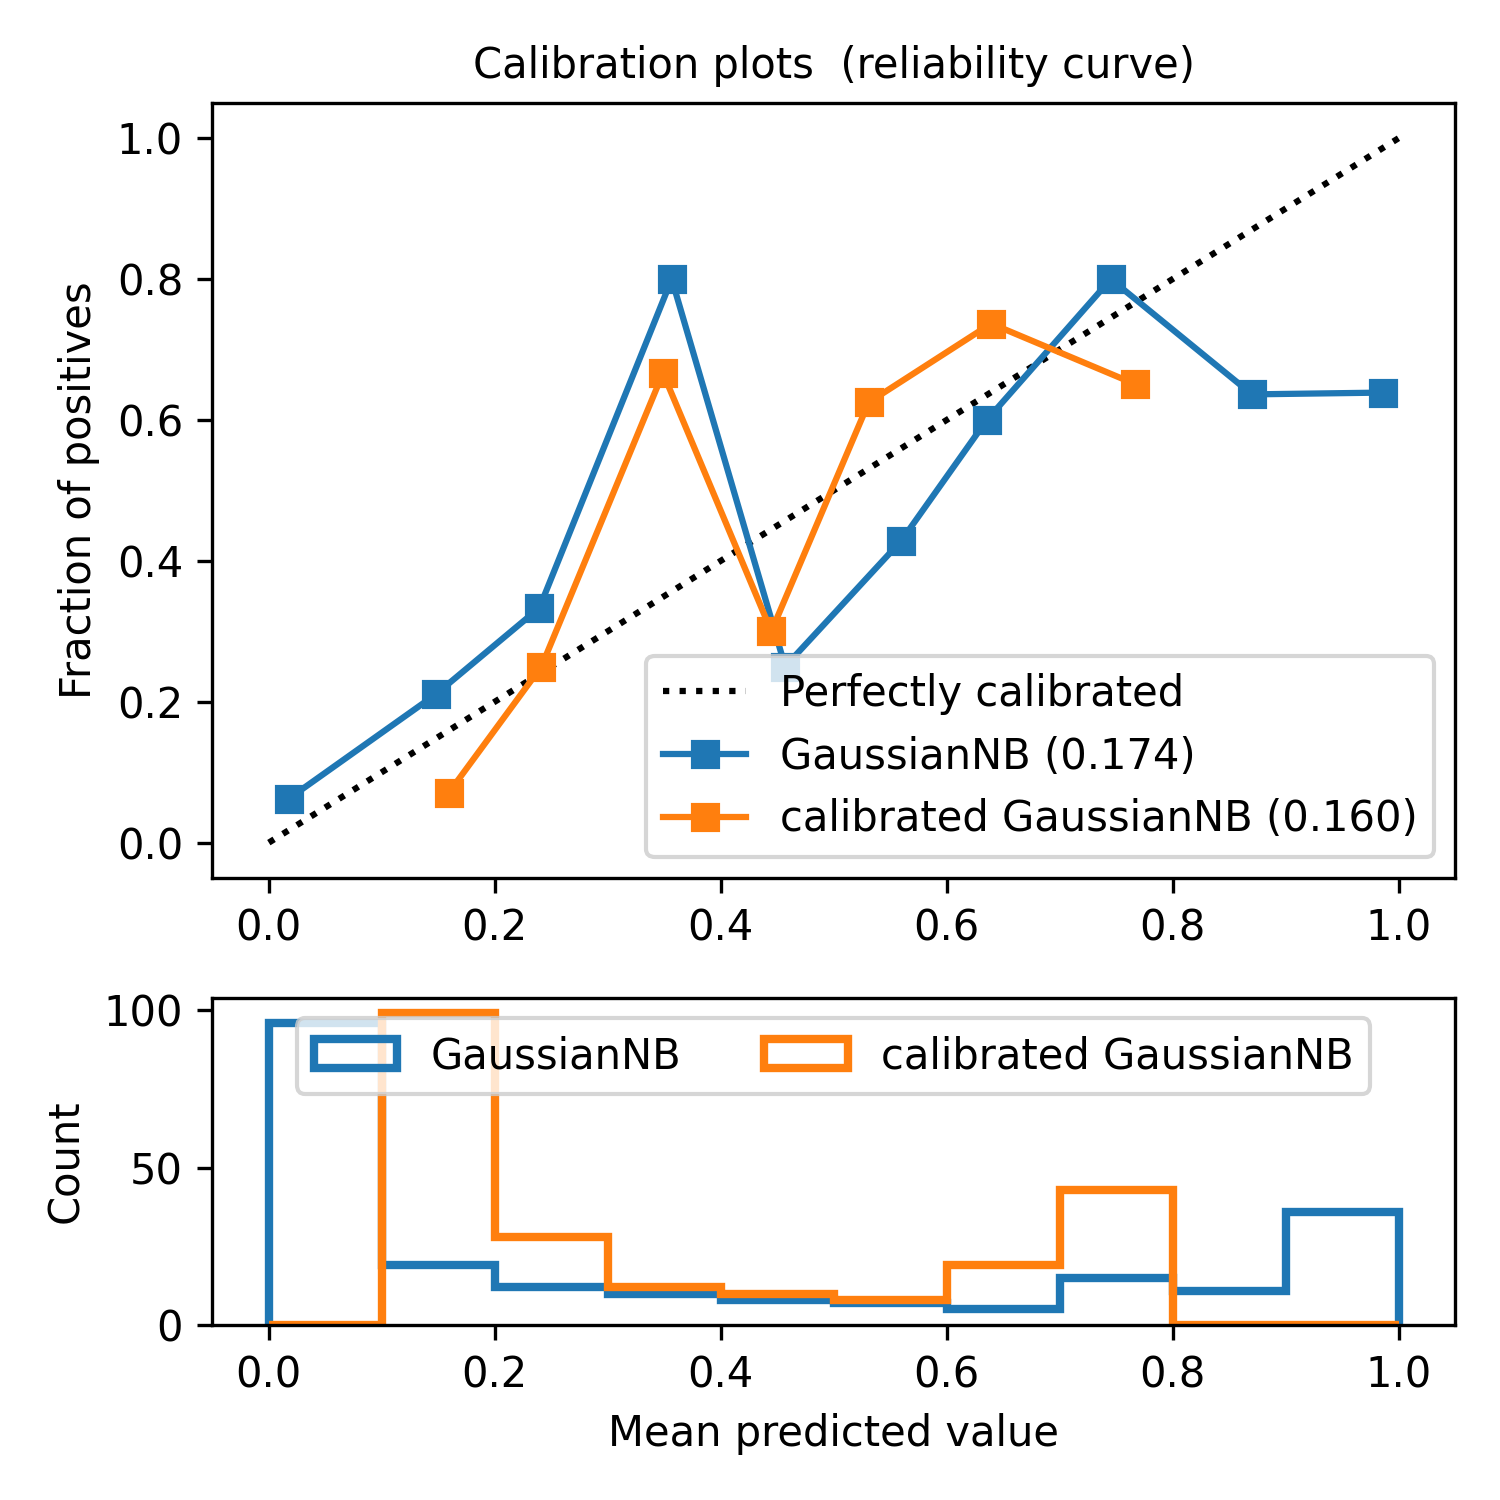 Calibration plots  (reliability curve)
Fraction of positives
1.0
0.8
0.6
0.4
0.2
0.0
Perfectly calibrated
GaussianNB (0.174)
calibrated GaussianNB (0.160)
0.0 0.2 0.4 0.6 0.8 1.0
Count
100
50
0
GaussianNB calibrated GaussianNB
0.0 0.2 0.4 0.6 0.8 1.0
Mean predicted value